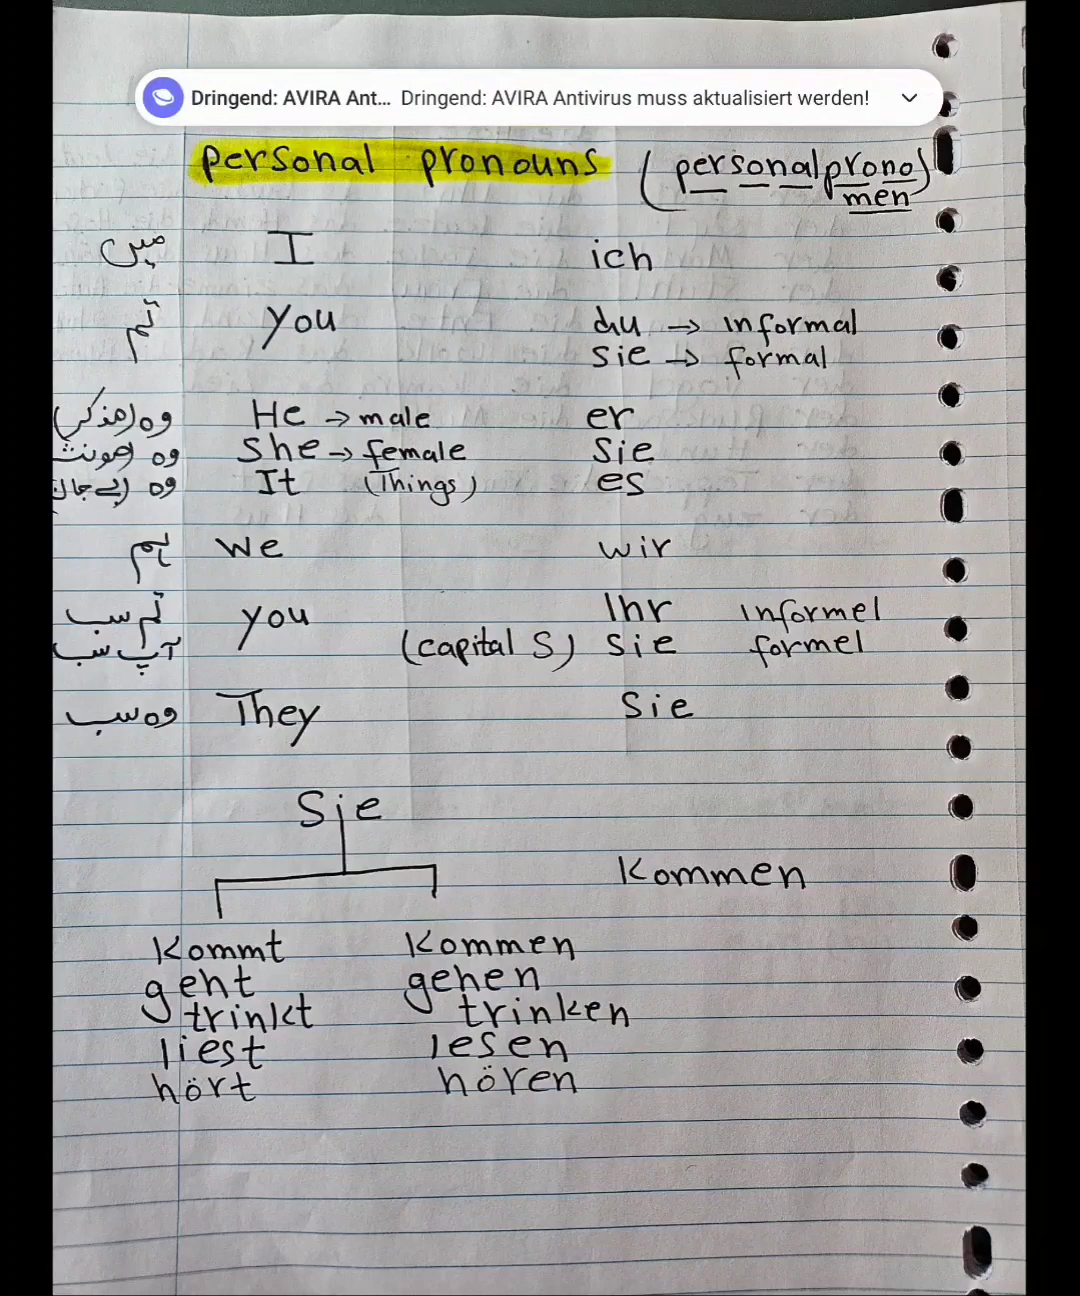 Dringend: AVIRA Ant... Dringend: AVIRA Antivirus muss aktualisiert werden!
personal pronouns (personalprono
men)
میں I ich
تم you du → informal
sie → formal
وہ (مذکر) He → male er
وہ (مونث She → female Sie
وہ (بے جان It (Things) es
ہم We wir
تم سب you Ihr informel
آپ سب (capital S) sie formel
وہ سب They Sie
Sie
Kommen
Kommt Kommen
geht gehen
trinkt trinken
liest lesen
hört hören